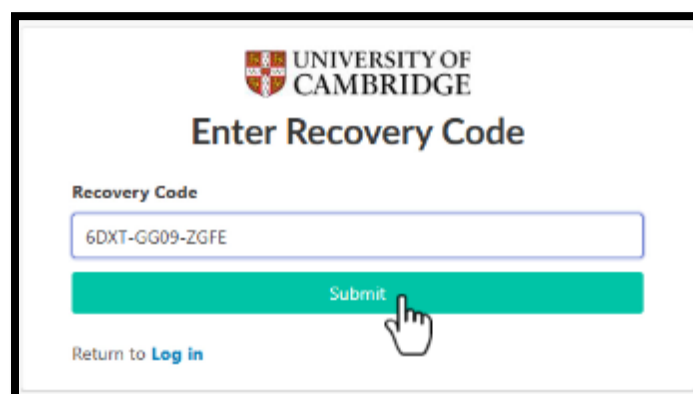 UNIVERSITY OF
CAMBRIDGE
Enter Recovery Code
Recovery Code
6DXT-GG09-ZGFE
Submit
Return to Log in